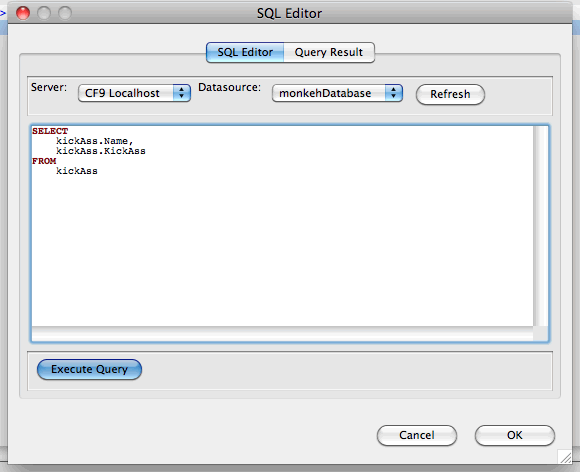 >
SQL Editor
SQL Editor Query Result
Server: CF9 Localhost Datasource: monkehDatabase Refresh
SELECT
kickAss.Name,
kickAss.KickAss
FROM
kickAss
Execute Query
Cancel OK